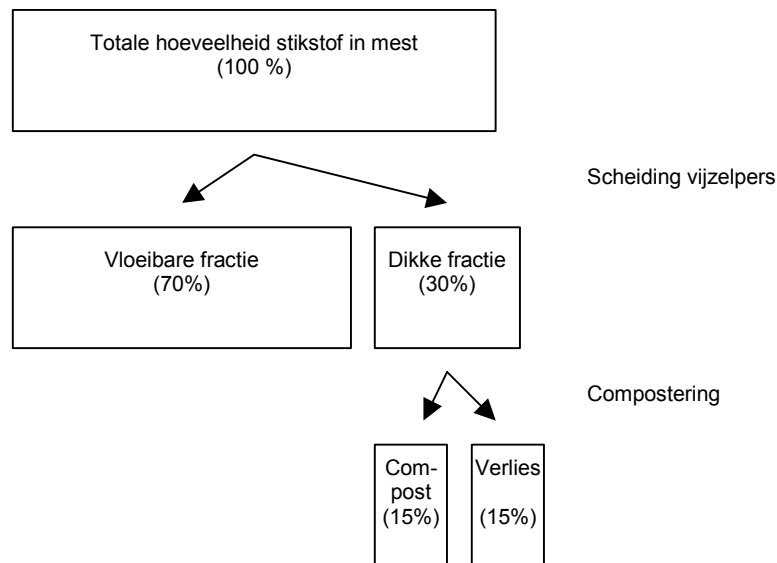 Totale hoeveelheid stikstof in mest
(100 %)
Scheiding vijzelpers
Vloeibare fractie
(70%)
Dikke fractie
(30%)
Compostering
Com-
post
(15%)
Verlies
(15%)